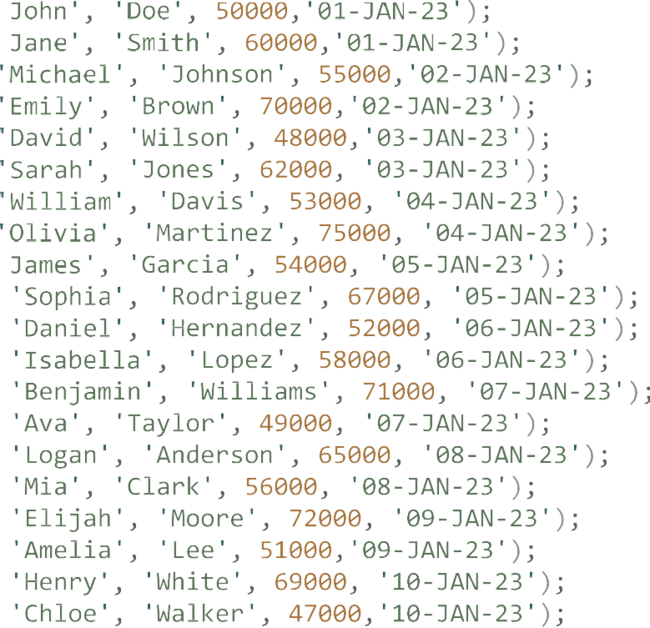 John', 'Doe', 50000,'01-JAN-23');
Jane', 'Smith', 60000,'01-JAN-23');
'Michael', 'Johnson', 55000,'02-JAN-23');
'Emily', 'Brown', 70000,'02-JAN-23');
'David', 'Wilson', 48000,'03-JAN-23');
'Sarah', 'Jones', 62000, '03-JAN-23');
'William', 'Davis', 53000, '04-JAN-23');
'Olivia', 'Martinez', 75000, '04-JAN-23');
James', 'Garcia', 54000, '05-JAN-23');
'Sophia', 'Rodriguez', 67000, '05-JAN-23');
'Daniel', 'Hernandez', 52000, '06-JAN-23');
'Isabella', 'Lopez', 58000, '06-JAN-23');
'Benjamin', 'Williams', 71000, '07-JAN-23');
'Ava', 'Taylor', 49000, '07-JAN-23');
'Logan', 'Anderson', 65000, '08-JAN-23');
'Mia', 'Clark', 56000, '08-JAN-23');
'Elijah', 'Moore', 72000, '09-JAN-23');
'Amelia', 'Lee', 51000,'09-JAN-23');
'Henry', 'White', 69000, '10-JAN-23');
'Chloe', 'Walker', 47000,'10-JAN-23');